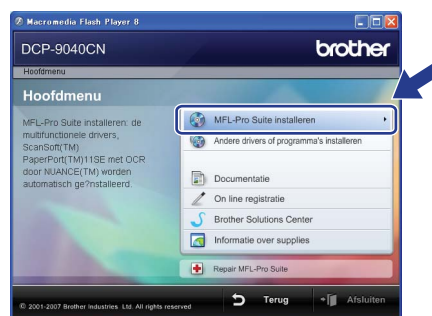 Macromedia Flash Player 8
DCP-9040CN
brother
Hoofdmenu
Hoofdmenu
MFL-Pro Suite installeren: de
multifunctionele drivers,
ScanSoft(TM)
PaperPort(TM)11SE met OCR
door NUANCE(TM) worden
automatisch ge?nstalleerd.
MFL-Pro Suite installeren
Andere drivers of programma's installeren
Documentatie
On line registratie
Brother Solutions Center
Informatie over supplies
Repair MFL-Pro Suite
© 2001-2007 Brother Industries Ltd. All rights reserved
Terug
Afsluiten